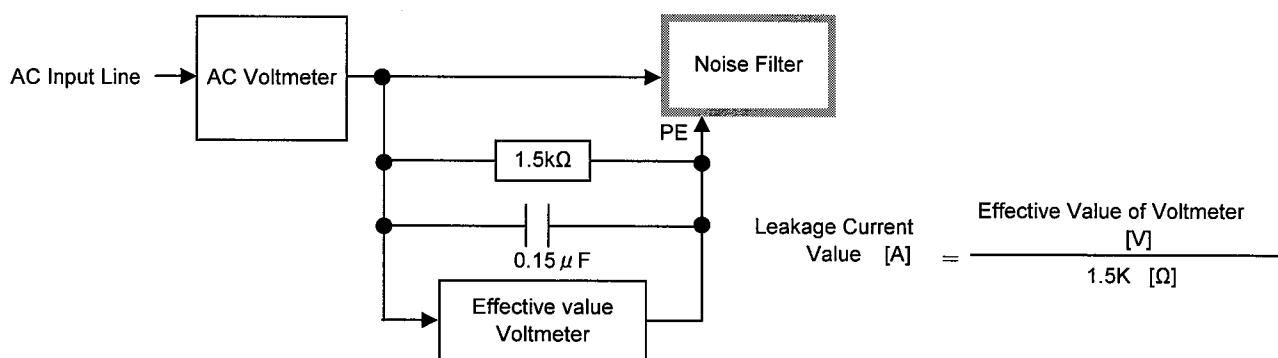 AC Input Line
AC Voltmeter
Noise Filter
PE
1.5kΩ
0.15 μ F
Effective value
Voltmeter
Leakage Current
Value [A]
=
Effective Value of Voltmeter
[V]
1.5K [Ω]